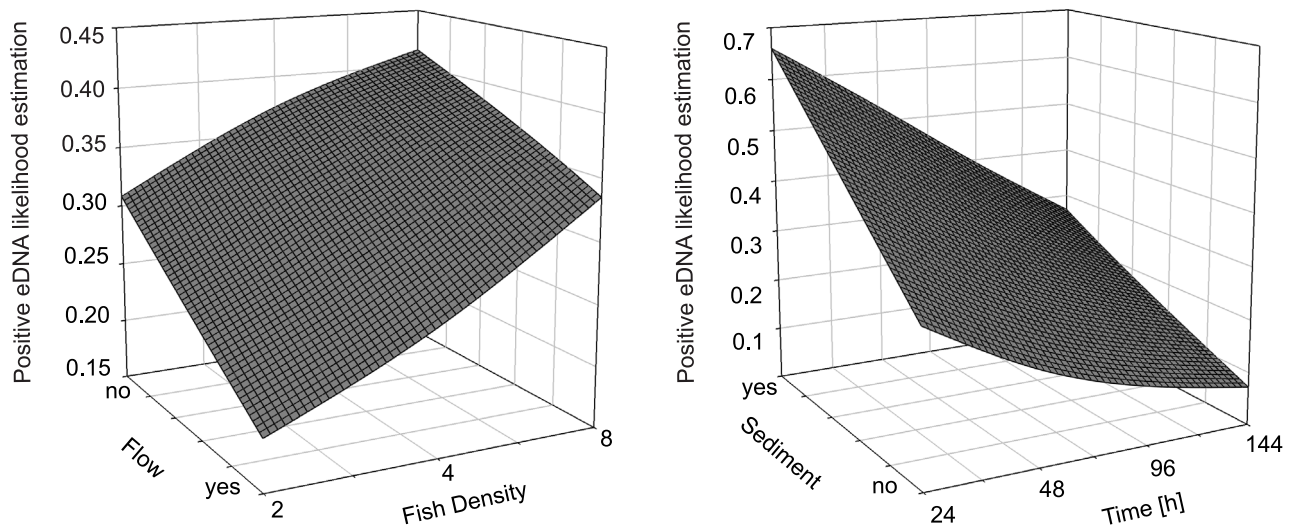 Positive eDNA likelihood estimation
0.45
0.40
0.35
0.30
0.25
0.20
0.15
no
Flow
yes
2
4
8
Fish Density
Positive eDNA likelihood estimation
0.7
0.6
0.5
0.4
0.3
0.2
0.1
yes
Sediment
no
24
48
96
144
Time [h]